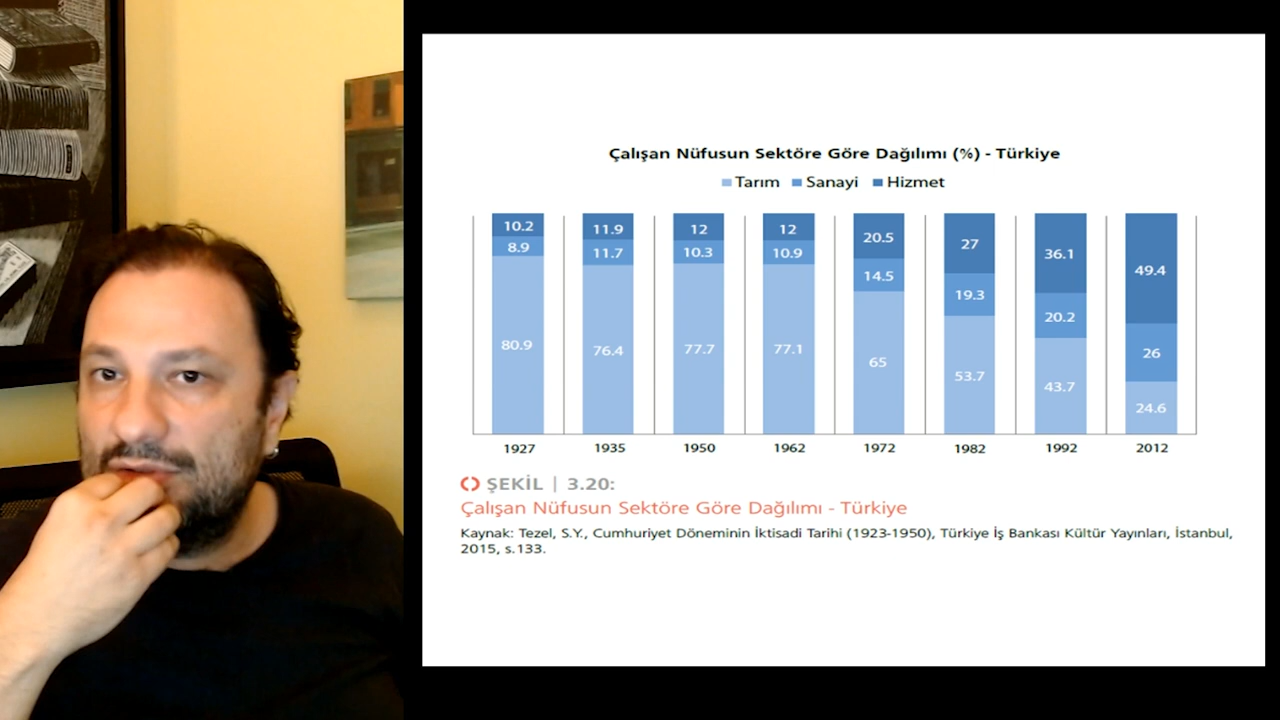 Çalışan Nüfusun Sektöre Göre Dağılımı (%) - Türkiye
Tarım Sanayi Hizmet
10.2 11.9 12 12 20.5 27 36.1 49.4
8.9 11.7 10.3 10.9 14.5 19.3 20.2 26
80.9 76.4 77.7 77.1 65 53.7 43.7 24.6
1927 1935 1950 1962 1972 1982 1992 2012
ŞEKİL | 3.20:
Çalışan Nüfusun Sektöre Göre Dağılımı - Türkiye
Kaynak: Tezel, S.Y., Cumhuriyet Döneminin İktisadi Tarihi (1923-1950), Türkiye İş Bankası Kültür Yayınları, İstanbul,
2015, s.133.